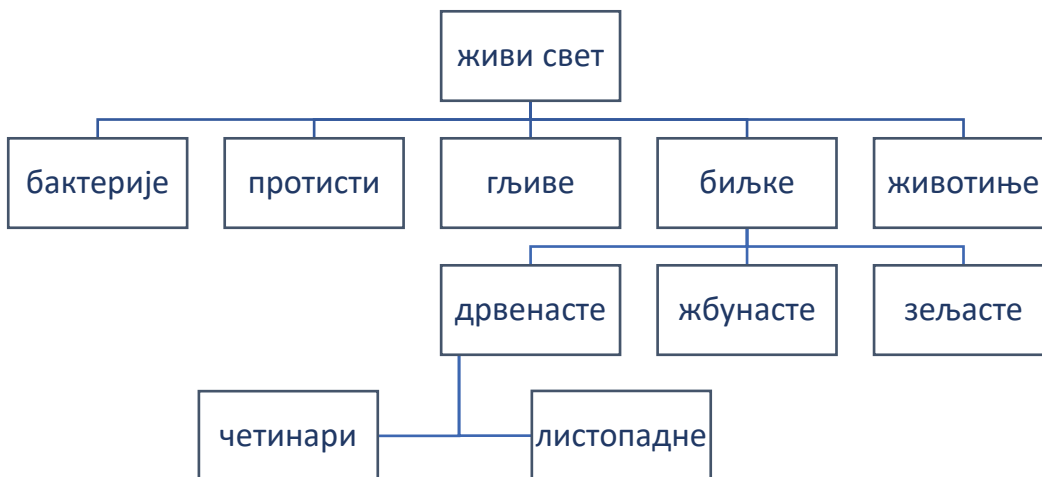 живи свет
бактерије
протисти
гљиве
биљке
животиње
дрвенасте
жбунасте
зељасте
четинари
листопадне